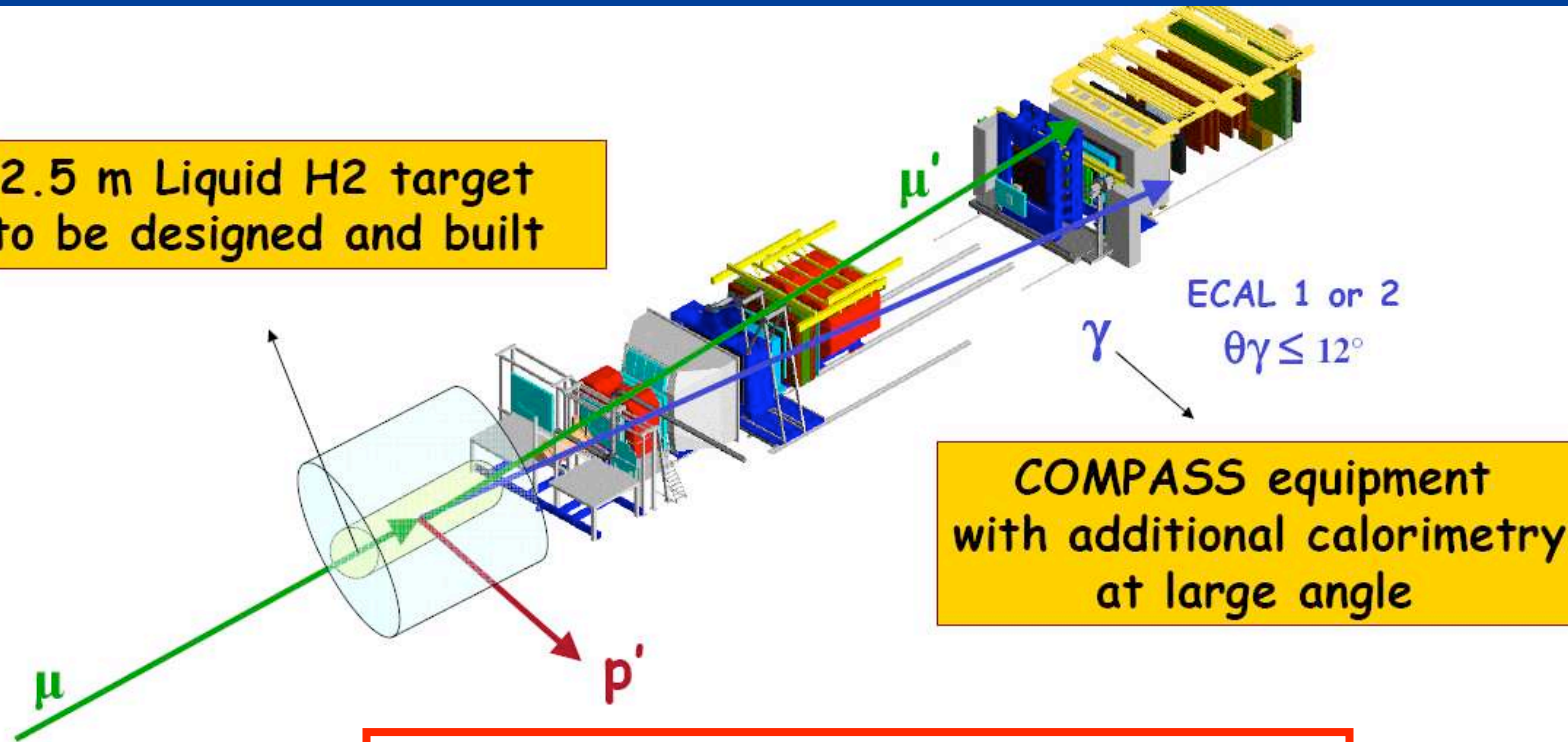 2.5 m Liquid H2 target
to be designed and built
μ'
ECAL 1 or 2
γ
θγ ≤ 12°
COMPASS equipment
with additional calorimetry
at large angle
p'
μ